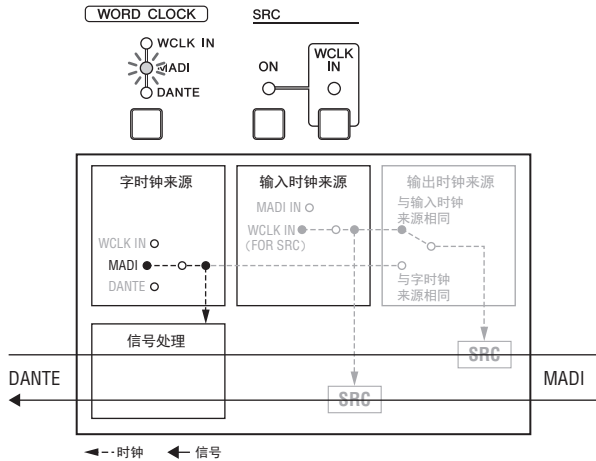 WORD CLOCK
SRC
WCLK IN
MADI
DANTE
ON
WCLK
IN
字时钟来源
输入时钟来源
输出时钟来源
WCLK IN
MADI
DANTE
MADI IN
WCLK IN
(FOR SRC)
与输入时钟
来源相同
与字时钟
来源相同
信号处理
SRC
SRC
DANTE
MADI
时钟
信号